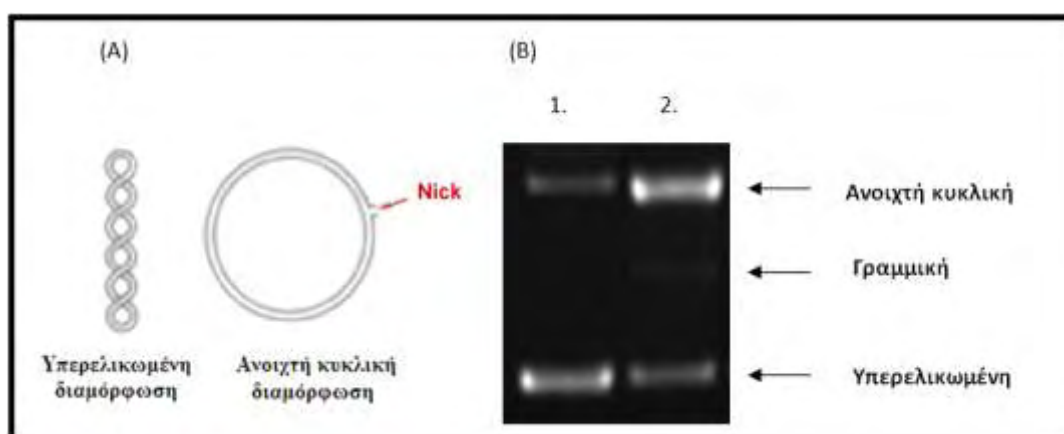 (A)
(B)
1.
2.
Nick
Ανοιχτή κυκλική
Γραμμική
Υπερελικωμένη
Υπερελικωμένη
διαμόρφωση
Ανοιχτή κυκλική
διαμόρφωση